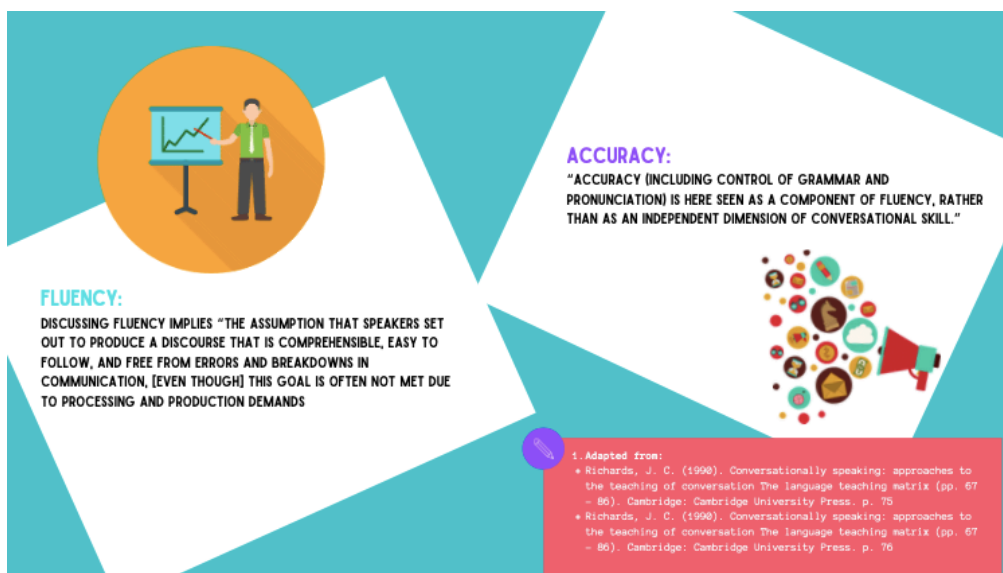 FLUENCY:
DISCUSSING FLUENCY IMPLIES “THE ASSUMPTION THAT SPEAKERS SET
OUT TO PRODUCE A DISCOURSE THAT IS COMPREHENSIBLE, EASY TO
FOLLOW, AND FREE FROM ERRORS AND BREAKDOWNS IN
COMMUNICATION, [EVEN THOUGH] THIS GOAL IS OFTEN NOT MET DUE
TO PROCESSING AND PRODUCTION DEMANDS
ACCURACY:
“ACCURACY (INCLUDING CONTROL OF GRAMMAR AND
PRONUNCIATION) IS HERE SEEN AS A COMPONENT OF FLUENCY, RATHER
THAN AS AN INDEPENDENT DIMENSION OF CONVERSATIONAL SKILL.”
1. Adapted from:
• Richards, J. C. (1990). Conversationally speaking: approaches to
the teaching of conversation The language teaching matrix (pp. 67
– 86). Cambridge: Cambridge University Press. p. 75
• Richards, J. C. (1990). Conversationally speaking: approaches to
the teaching of conversation The language teaching matrix (pp. 67
– 86). Cambridge: Cambridge University Press. p. 76